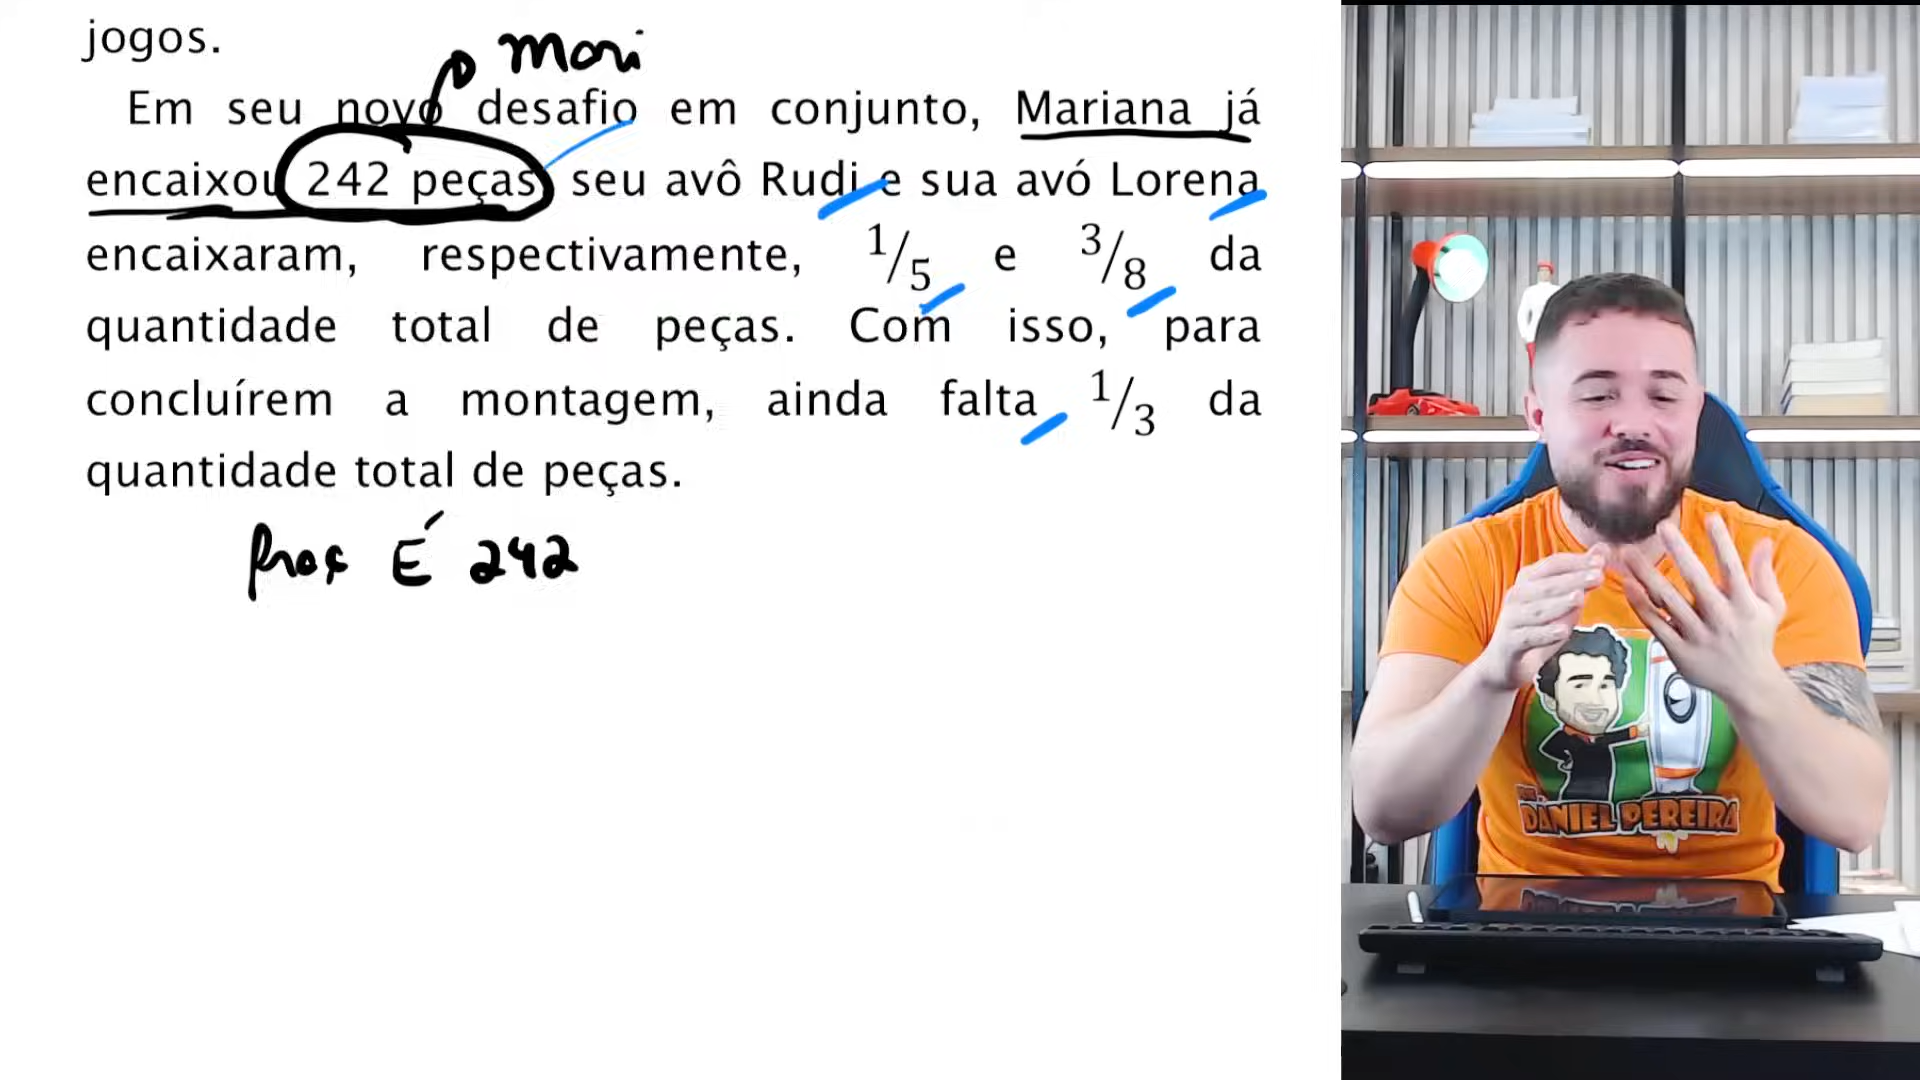 jogos.
Mari
Em seu novo desafio em conjunto, Mariana já
encaixou 242 peças, seu avô Rudi e sua avó Lorena
encaixaram, respectivamente, 1/5 e 3/8 da
quantidade total de peças. Com isso, para
concluírem a montagem, ainda falta 1/3 da
quantidade total de peças.
É 242
DANIEL PEREIRA